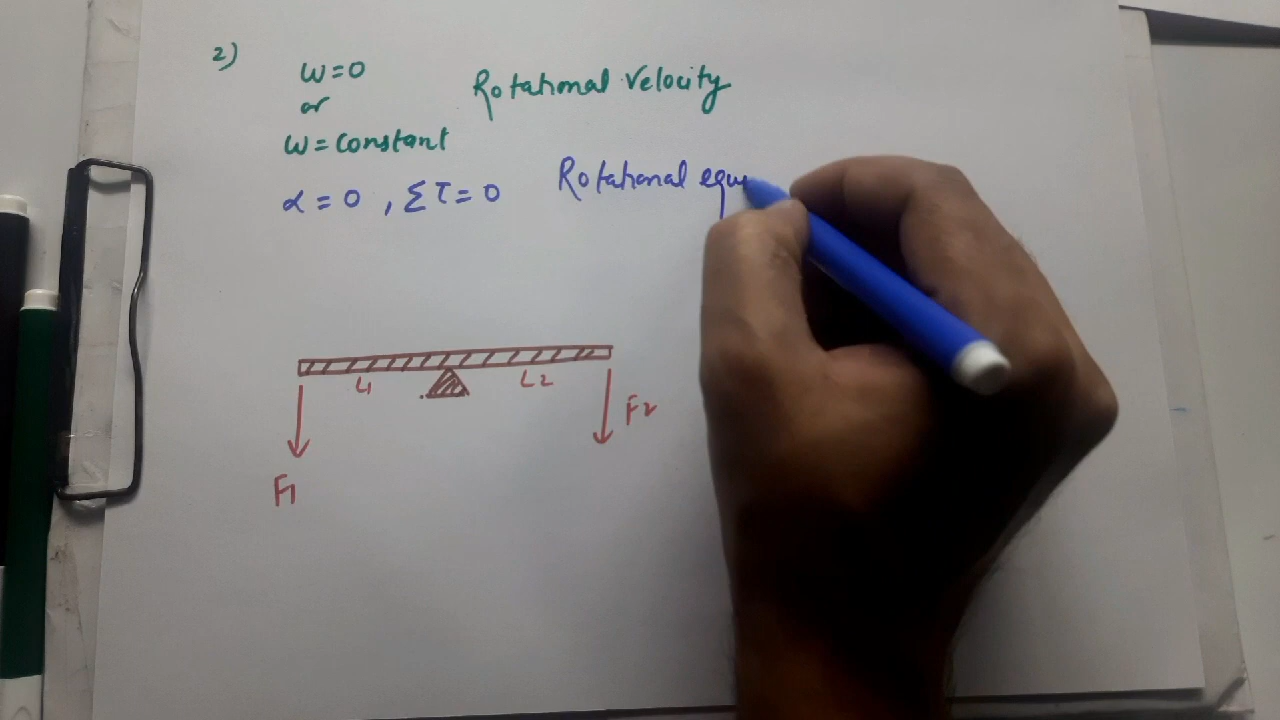 2)
ω=0
or
Rotational Velocity
ω=constant
α=0 , Στ=0
Rotational equ
L1
L2
F2
F1